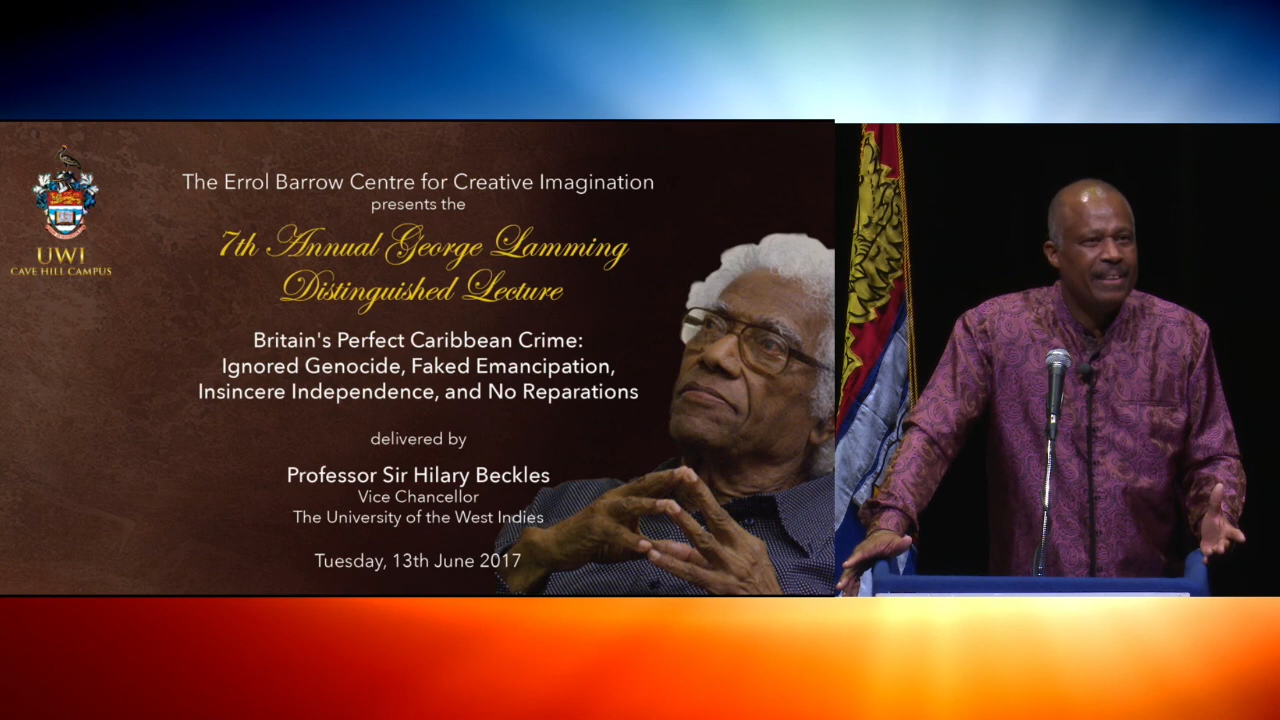 UWI
CAVE HILL CAMPUS
The Errol Barrow Centre for Creative Imagination
presents the
7th Annual George Lamming
Distinguished Lecture
Britain's Perfect Caribbean Crime:
Ignored Genocide, Faked Emancipation,
Insincere Independence, and No Reparations
delivered by
Professor Sir Hilary Beckles
Vice Chancellor
The University of the West Indies
Tuesday, 13th June 2017